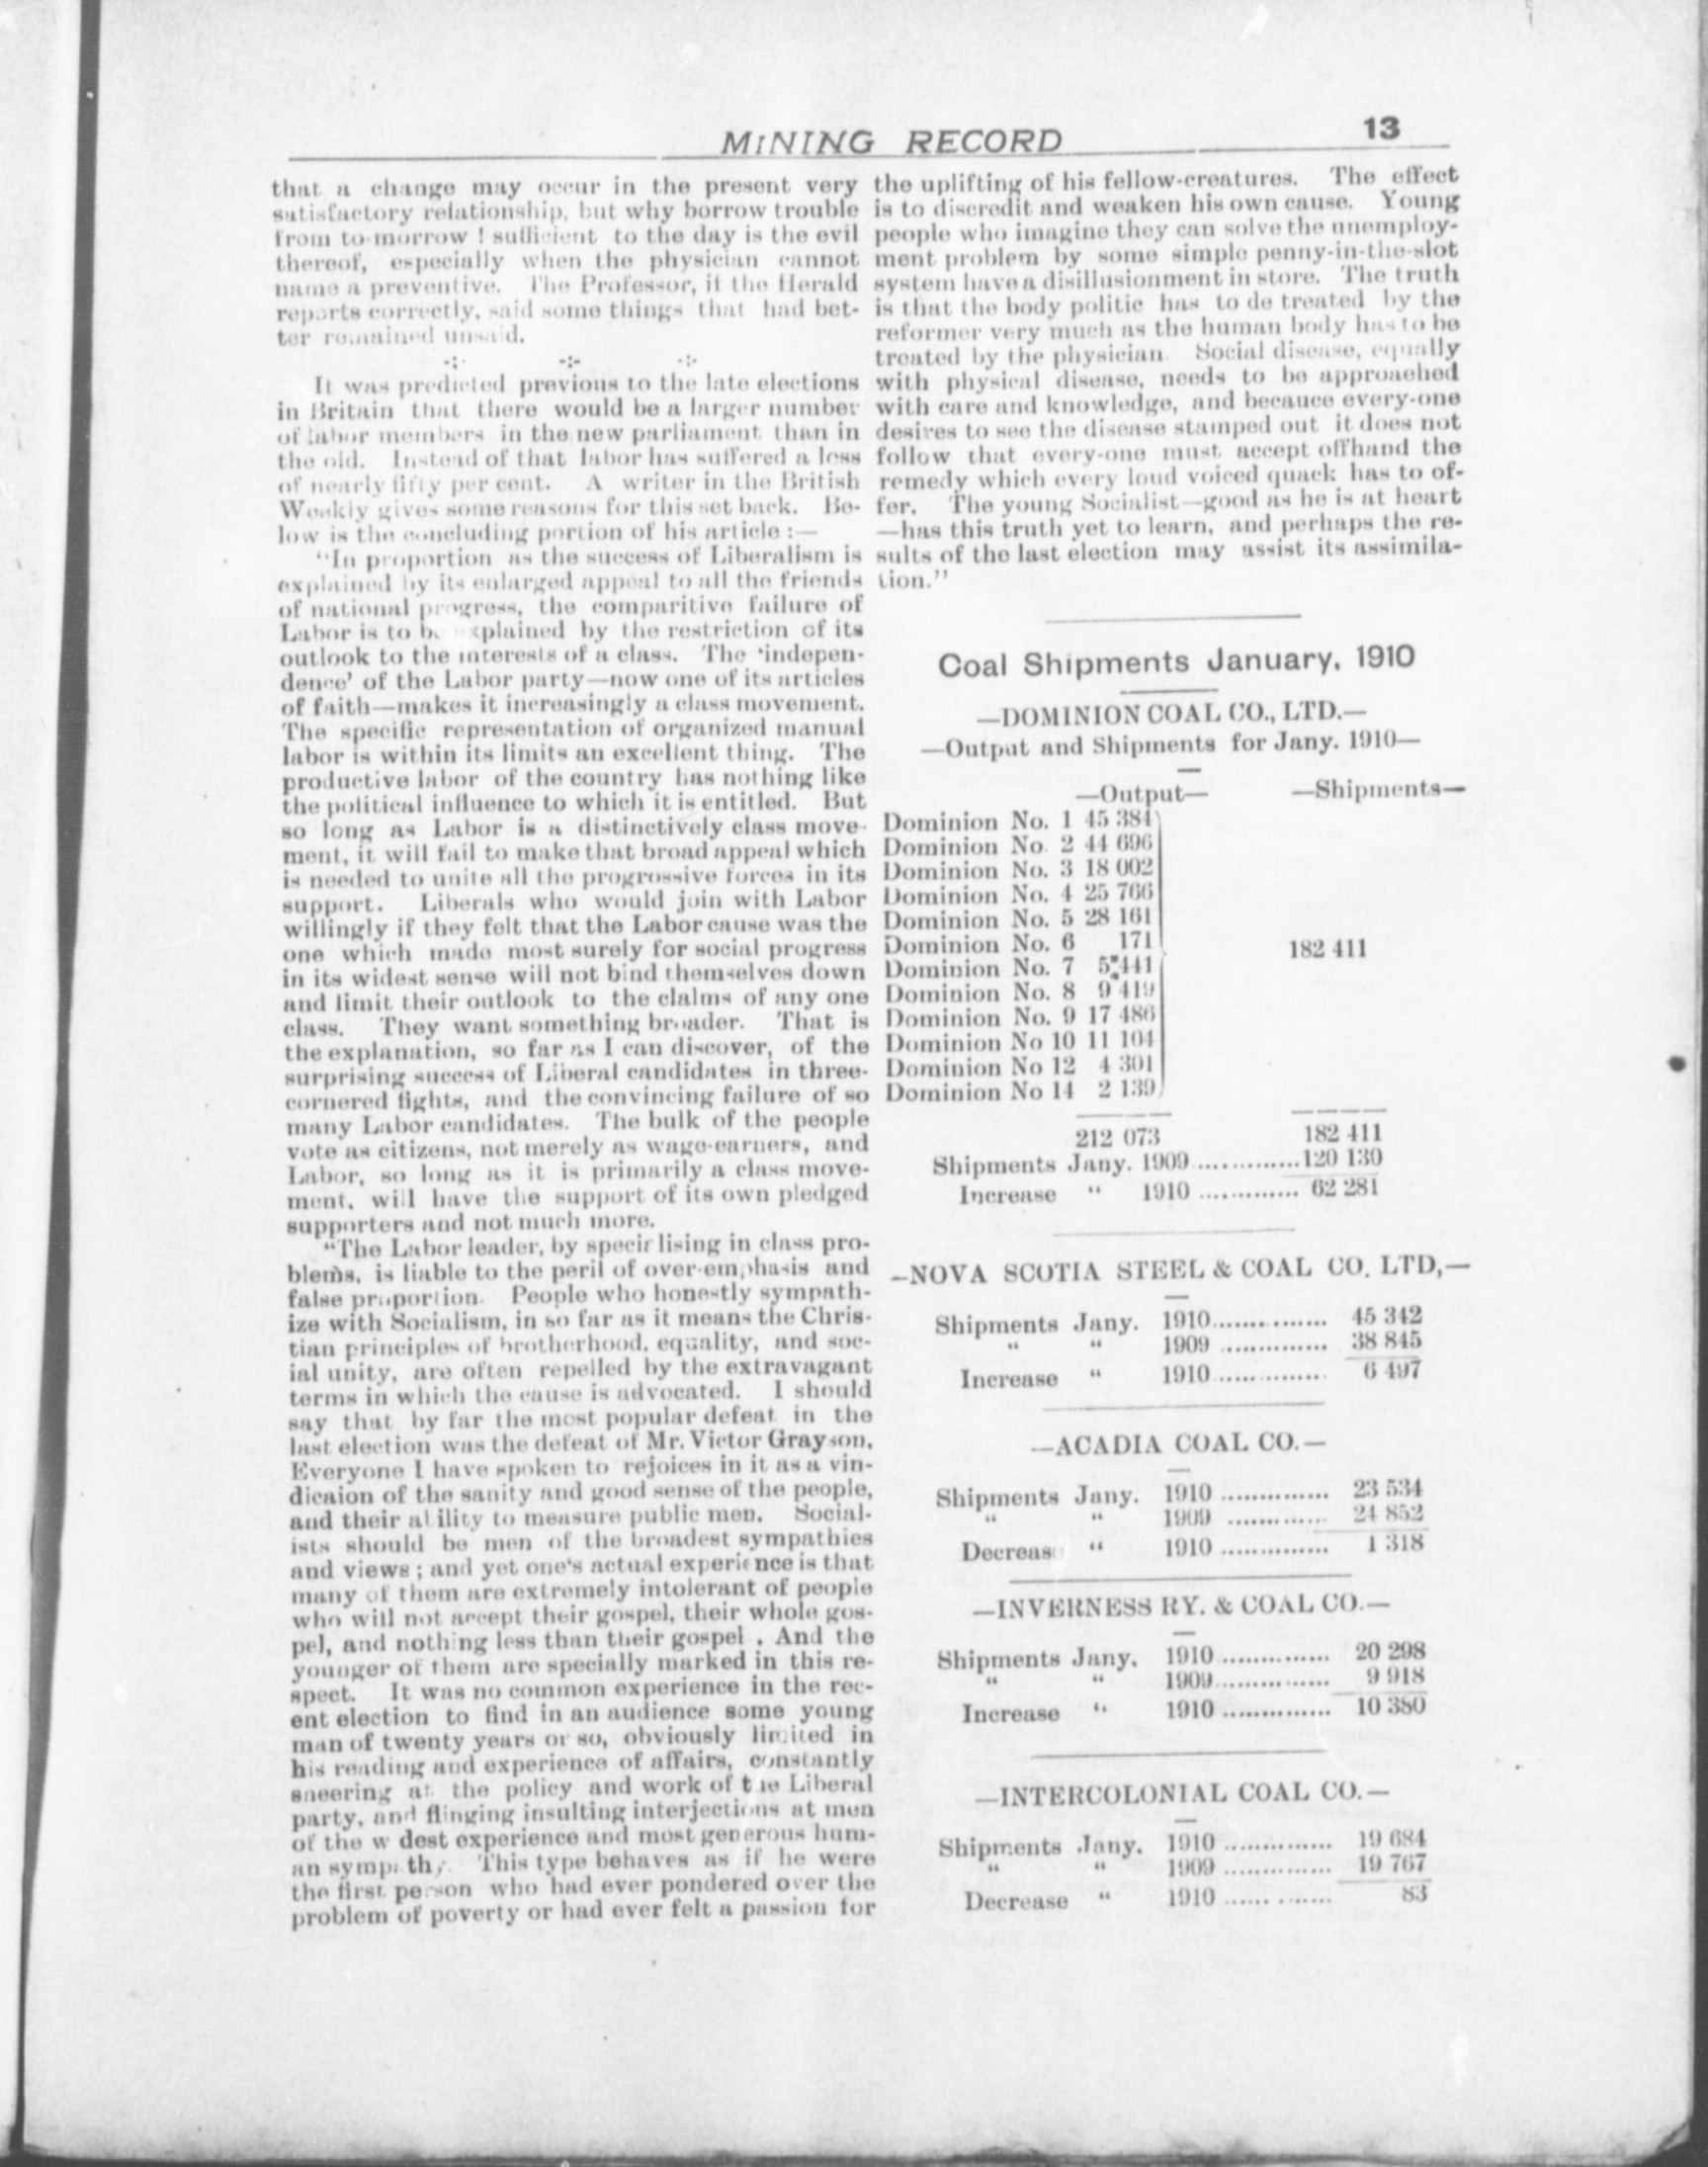 MINING RECORD
13
that a change may occur in the present very
satisfactory relationship, but why borrow trouble
from to-morrow ! sufficient to the day is the evil
thereof, especially when the physician cannot
name a preventive. The Professor, if the Herald
reports correctly, said some things that had bet-
ter remained unsaid.
-:- -:- -:-
It was predicted previous to the late elections
in Britain that there would be a larger number
of labor members in the new parliament than in
the old. Instead of that labor has suffered a loss
of nearly fifty per cent. A writer in the British
Weekly gives some reasons for this set back. Be-
low is the concluding portion of his article :—
"In proportion as the success of Liberalism is
explained by its enlarged appeal to all the friends
of national progress, the comparitive failure of
Labor is to be explained by the restriction of its
outlook to the interests of a class. The 'indepen-
dence' of the Labor party—now one of its articles
of faith—makes it increasingly a class movement.
The specific representation of organized manual
labor is within its limits an excellent thing. The
productive labor of the country has nothing like
the political influence to which it is entitled. But
so long as Labor is a distinctively class move-
ment, it will fail to make that broad appeal which
is needed to unite all the progressive forces in its
support. Liberals who would join with Labor
willingly if they felt that the Labor cause was the
one which made most surely for social progress
in its widest sense will not bind themselves down
and limit their outlook to the clalms of any one
class. They want something broader. That is
the explanation, so far as I can discover, of the
surprising success of Liberal candidates in three-
cornered fights, and the convincing failure of so
many Labor candidates. The bulk of the people
vote as citizens, not merely as wage-earners, and
Labor, so long as it is primarily a class move-
ment, will have the support of its own pledged
supporters and not much more.
"The Labor leader, by specialising in class pro-
blems, is liable to the peril of over-emphasis and
false proportion. People who honestly sympath-
ize with Socialism, in so far as it means the Chris-
tian principles of brotherhood, equality, and soc-
ial unity, are often repelled by the extravagant
terms in which the cause is advocated. I should
say that by far the most popular defeat in the
last election was the defeat of Mr. Victor Grayson.
Everyone I have spoken to rejoices in it as a vin-
dicaion of the sanity and good sense of the people,
and their ability to measure public men. Social-
ists should be men of the broadest sympathies
and views ; and yet one's actual experience is that
many of them are extremely intolerant of people
who will not accept their gospel, their whole gos-
pel, and nothing less than their gospel . And the
younger of them are specially marked in this re-
spect. It was no common experience in the rec-
ent election to find in an audience some young
man of twenty years or so, obviously limited in
his reading and experience of affairs, constantly
sneering at the policy and work of the Liberal
party, and flinging insulting interjections at men
of the w dest experience and most generous hum-
an sympathy. This type behaves as if he were
the first person who had ever pondered over the
problem of poverty or had ever felt a passion for
the uplifting of his fellow-creatures. The effect
is to discredit and weaken his own cause. Young
people who imagine they can solve the unemploy-
ment problem by some simple penny-in-the-slot
system have a disillusionment in store. The truth
is that the body politic has to de treated by the
reformer very much as the human body has to be
treated by the physician. Social disease, equally
with physical disease, needs to be approached
with care and knowledge, and becauce every-one
desires to see the disease stamped out it does not
follow that every-one must accept offhand the
remedy which every loud voiced quack has to of-
fer. The young Socialist—good as he is at heart
—has this truth yet to learn, and perhaps the re-
sults of the last election may assist its assimila-
tion."
Coal Shipments January, 1910
—DOMINION COAL CO., LTD.—
—Output and Shipments for Jany. 1910—
—Output— —Shipments—
Dominion No. 1 45 384
Dominion No. 2 44 696
Dominion No. 3 18 002
Dominion No. 4 25 766
Dominion No. 5 28 161
Dominion No. 6 171 182 411
Dominion No. 7 5 441
Dominion No. 8 9 419
Dominion No. 9 17 486
Dominion No 10 11 104
Dominion No 12 4 301
Dominion No 14 2 139
212 073 182 411
Shipments Jany. 1909 ............. 120 130
Increase " 1910 ............. 62 281
—NOVA SCOTIA STEEL & COAL CO. LTD,—
Shipments Jany. 1910 .............. 45 342
" " 1909 ............. 38 845
Increase " 1910 .............. 6 497
—ACADIA COAL CO.—
Shipments Jany. 1910 .............. 23 534
" " 1909 ............. 24 852
Decrease " 1910 .............. 1 318
—INVERNESS RY. & COAL CO.—
Shipments Jany. 1910 .............. 20 298
" " 1909 .............. 9 918
Increase " 1910 .............. 10 380
—INTERCOLONIAL COAL CO.—
Shipments Jany. 1910 .............. 19 684
" " 1909 .............. 19 767
Decrease " 1910 ............. 83